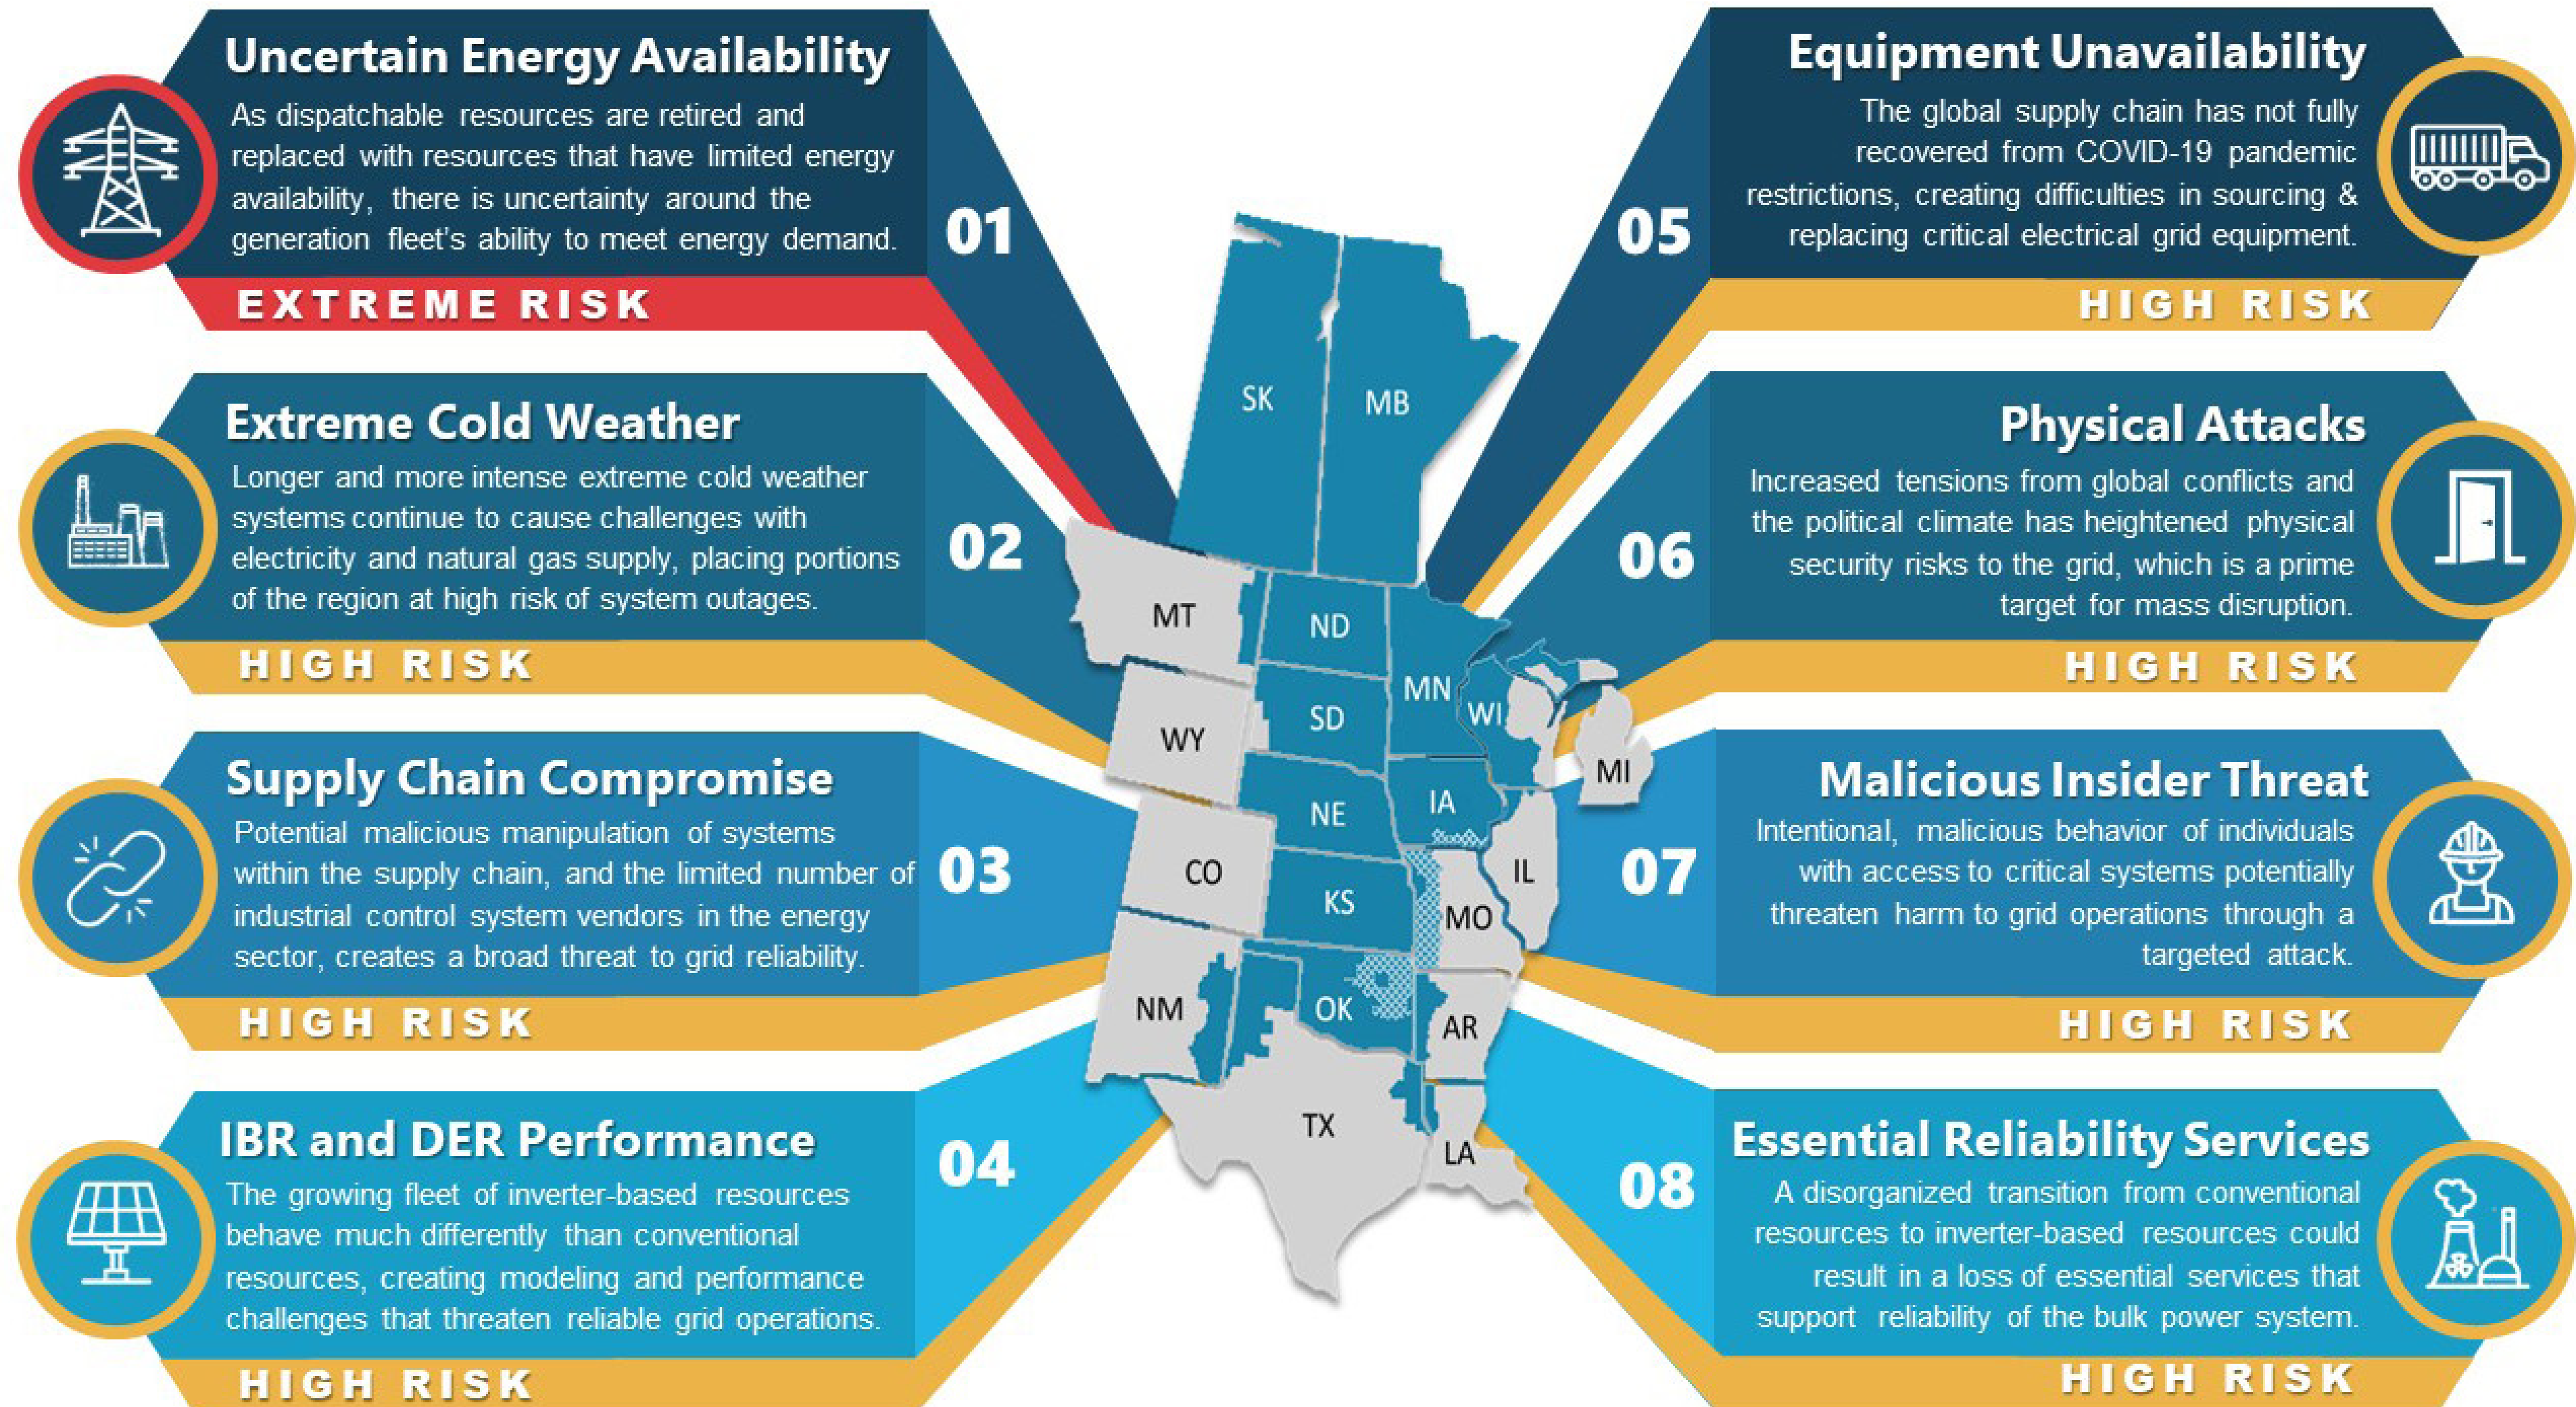 Uncertain Energy Availability
As dispatchable resources are retired and
replaced with resources that have limited energy
availability, there is uncertainty around the
generation fleet's ability to meet energy demand.
01
EXTREME RISK
Extreme Cold Weather
Longer and more intense extreme cold weather
systems continue to cause challenges with
electricity and natural gas supply, placing portions
of the region at high risk of system outages.
02
HIGH RISK
Supply Chain Compromise
Potential malicious manipulation of systems
within the supply chain, and the limited number of
industrial control system vendors in the energy
sector, creates a broad threat to grid reliability.
03
HIGH RISK
IBR and DER Performance
The growing fleet of inverter-based resources
behave much differently than conventional
resources, creating modeling and performance
challenges that threaten reliable grid operations.
04
HIGH RISK
SK
MB
MT
ND
MN
WI
SD
WY
MI
NE
IA
CO
IL
KS
MO
NM
OK
AR
TX
LA
Equipment Unavailability
The global supply chain has not fully
recovered from COVID-19 pandemic
restrictions, creating difficulties in sourcing &
replacing critical electrical grid equipment.
05
HIGH RISK
Physical Attacks
Increased tensions from global conflicts and
the political climate has heightened physical
security risks to the grid, which is a prime
target for mass disruption.
06
HIGH RISK
Malicious Insider Threat
Intentional, malicious behavior of individuals
with access to critical systems potentially
threaten harm to grid operations through a
targeted attack.
07
HIGH RISK
Essential Reliability Services
A disorganized transition from conventional
resources to inverter-based resources could
result in a loss of essential services that
support reliability of the bulk power system.
08
HIGH RISK